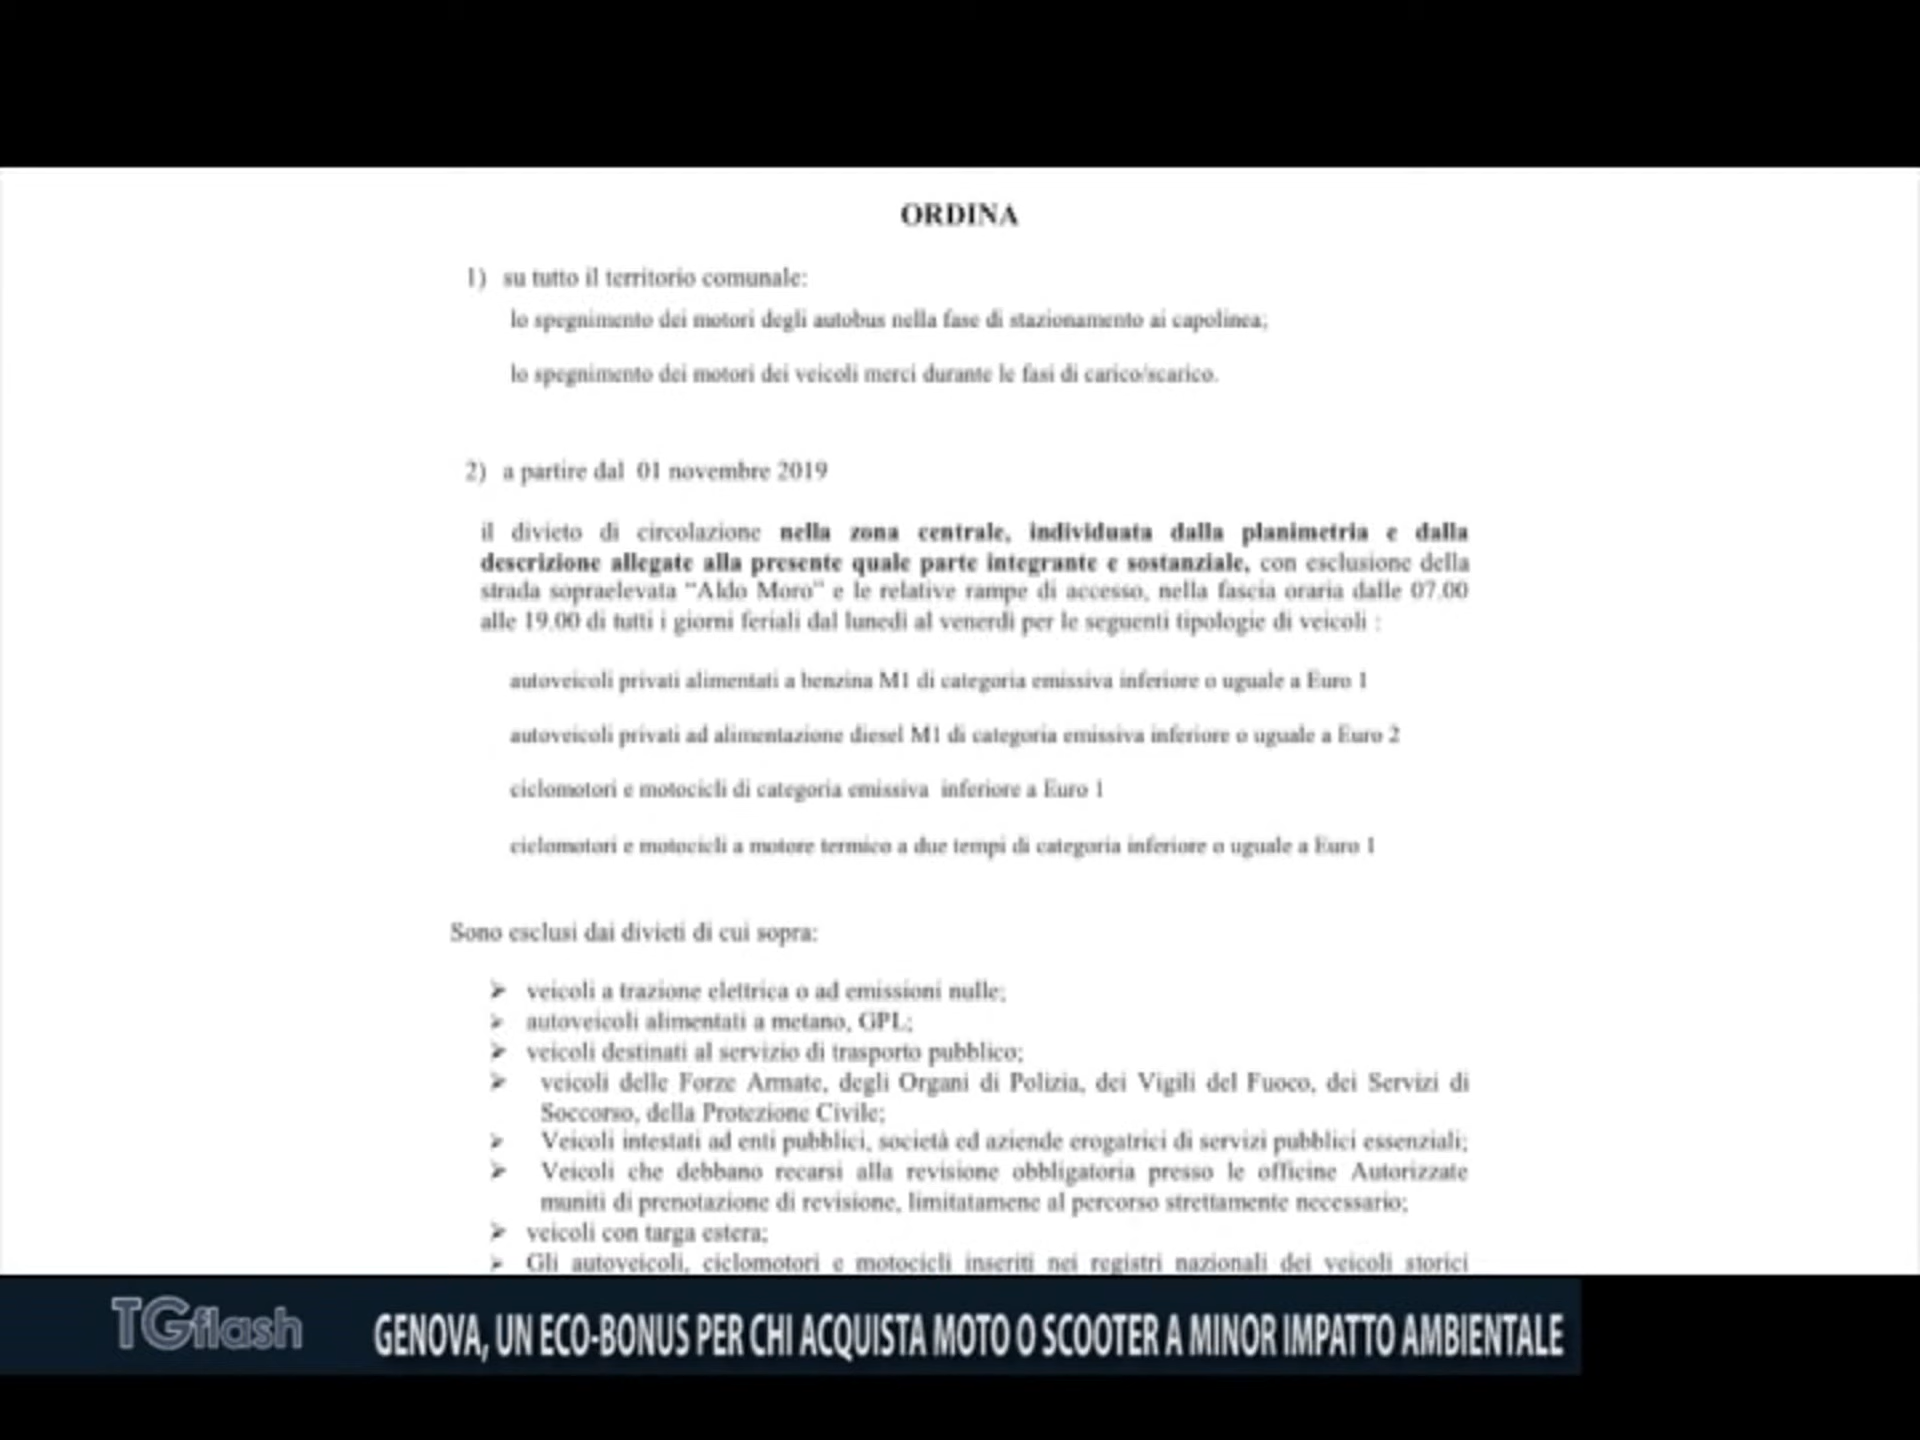 ORDINA
1) su tutto il territorio comunale:
lo spegnimento dei motori degli autobus nella fase di stazionamento ai capolinea;
lo spegnimento dei motori dei veicoli merci durante le fasi di carico/scarico.
2) a partire dal 01 novembre 2019
il divieto di circolazione nella zona centrale, individuata dalla planimetria e dalla
descrizione allegate alla presente quale parte integrante e sostanziale, con esclusione della
strada sopraelevata "Aldo Moro" e le relative rampe di accesso, nella fascia oraria dalle 07.00
alle 19.00 di tutti i giorni feriali dal lunedì al venerdì per le seguenti tipologie di veicoli :
autoveicoli privati alimentati a benzina M1 di categoria emissiva inferiore o uguale a Euro 1
autoveicoli privati ad alimentazione diesel M1 di categoria emissiva inferiore o uguale a Euro 2
ciclomotori e motocicli di categoria emissiva inferiore a Euro 1
ciclomotori e motocicli a motore termico a due tempi di categoria inferiore o uguale a Euro 1
Sono esclusi dai divieti di cui sopra:
➢ veicoli a trazione elettrica o ad emissioni nulle;
➢ autoveicoli alimentati a metano, GPL;
➢ veicoli destinati al servizio di trasporto pubblico;
➢ veicoli delle Forze Armate, degli Organi di Polizia, dei Vigili del Fuoco, dei Servizi di
Soccorso, della Protezione Civile;
➢ Veicoli intestati ad enti pubblici, società ed aziende erogatrici di servizi pubblici essenziali;
➢ Veicoli che debbano recarsi alla revisione obbligatoria presso le officine Autorizzate
muniti di prenotazione di revisione, limitatamene al percorso strettamente necessario;
➢ veicoli con targa estera;
➢ Gli autoveicoli, ciclomotori e motocicli inseriti nei registri nazionali dei veicoli storici
TGflash
GENOVA, UN ECO-BONUS PER CHI ACQUISTA MOTO O SCOOTER A MINOR IMPATTO AMBIENTALE